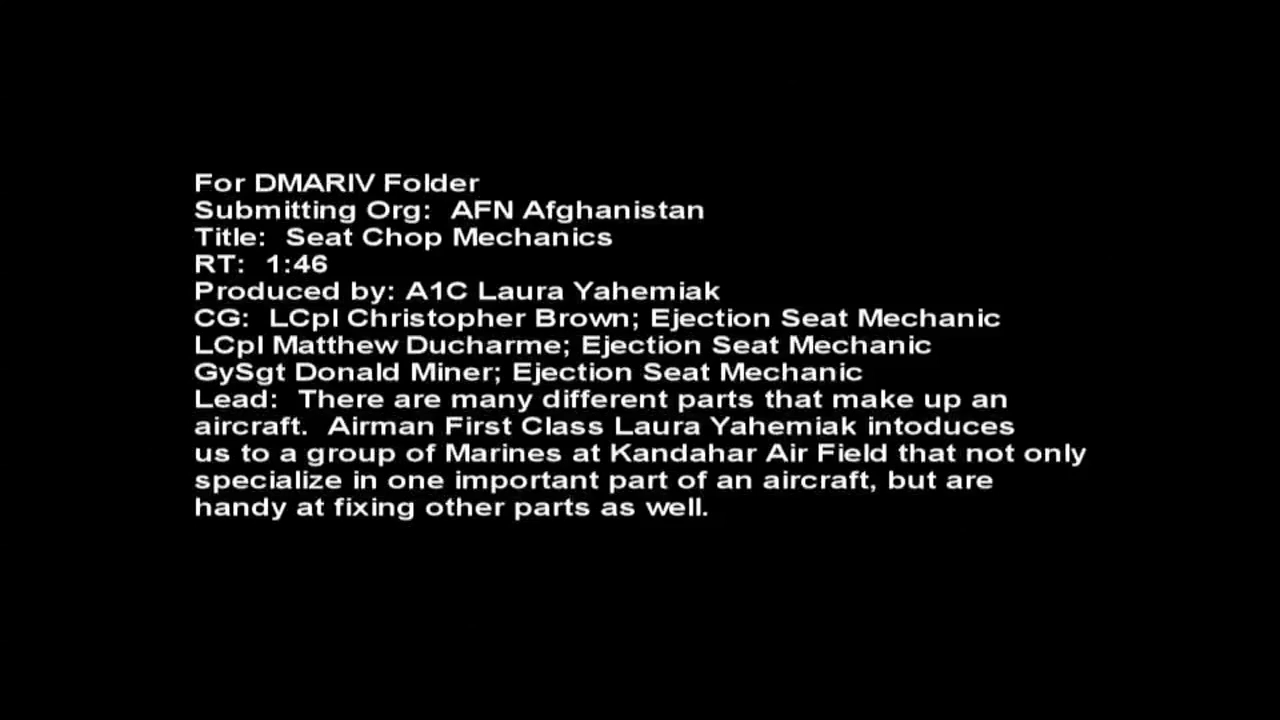 For DMARIV Folder
Submitting Org:  AFN Afghanistan
Title:  Seat Chop Mechanics
RT:  1:46
Produced by: A1C Laura Yahemiak
CG:  LCpl Christopher Brown; Ejection Seat Mechanic
LCpl Matthew Ducharme; Ejection Seat Mechanic
GySgt Donald Miner; Ejection Seat Mechanic
Lead:  There are many different parts that make up an
aircraft.  Airman First Class Laura Yahemiak intoduces
us to a group of Marines at Kandahar Air Field that not only
specialize in one important part of an aircraft, but are
handy at fixing other parts as well.